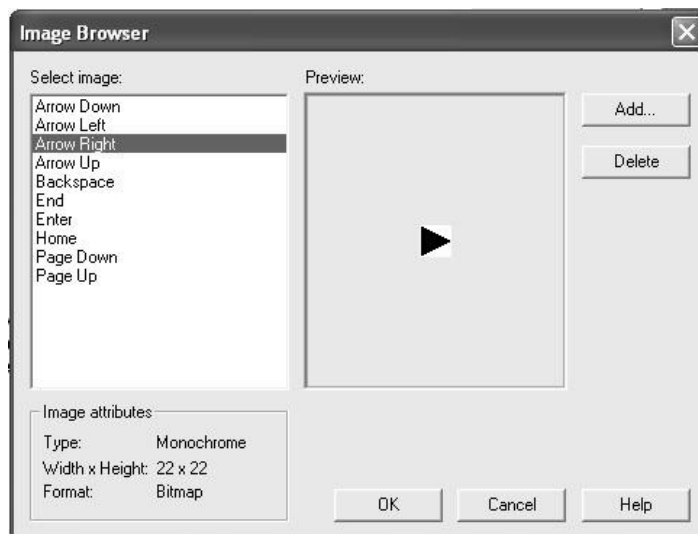 Image Browser
Select image:
Arrow Down
Arrow Left
Arrow Right
Arrow Up
Backspace
End
Enter
Home
Page Down
Page Up
Preview:
Add...
Delete
Image attributes
Type: Monochrome
Width x Height: 22 x 22
Format: Bitmap
OK
Cancel
Help